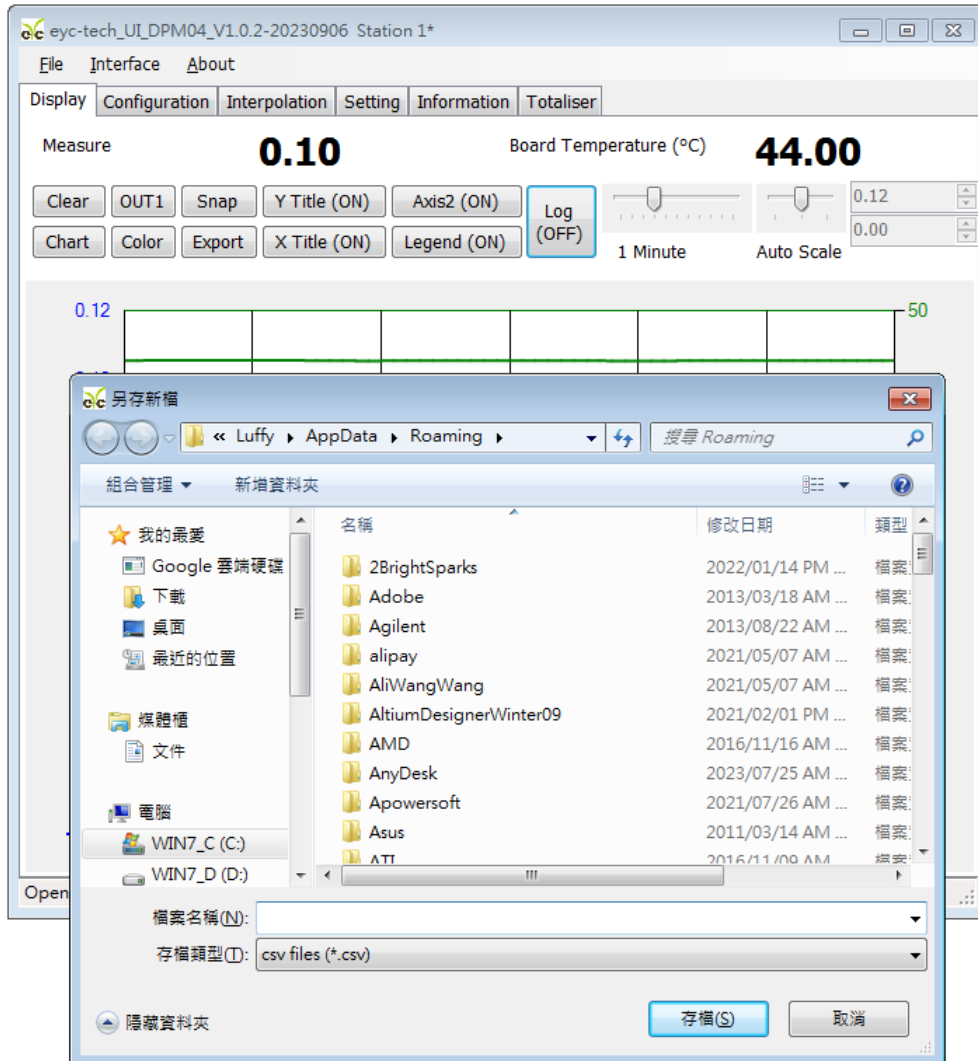 eyc-tech_UI_DPM04_V1.0.2-20230906 Station 1*
File Interface About
Display Configuration Interpolation Setting Information Totaliser
Measure 0.10 Board Temperature (°C) 44.00
Clear OUT1 Snap Y Title (ON) Axis2 (ON) Log (OFF) 0.12
Chart Color Export X Title (ON) Legend (ON) 1 Minute Auto Scale 0.00
0.12 50
另存新檔
« Luffy AppData Roaming 搜尋 Roaming
組合管理 新增資料夾
我的最愛
Google 雲端硬碟
下載
桌面
最近的位置
媒體櫃
文件
電腦
WIN7_C (C:)
WIN7_D (D:)
名稱 修改日期 類型
2BrightSparks 2022/01/14 PM ... 檔案
Adobe 2013/03/18 AM ... 檔案
Agilent 2013/08/22 AM ... 檔案
alipay 2021/05/07 AM ... 檔案
AliWangWang 2021/05/07 AM ... 檔案
AltiumDesignerWinter09 2021/02/01 PM ... 檔案
AMD 2016/11/16 AM ... 檔案
AnyDesk 2023/07/25 AM ... 檔案
Apowersoft 2021/07/26 AM ... 檔案
Asus 2011/03/14 AM ... 檔案
ATI 2016/11/09 AM 檔案
Open
檔案名稱(N):
存檔類型(T): csv files (*.csv)
隱藏資料夾 存檔(S) 取消